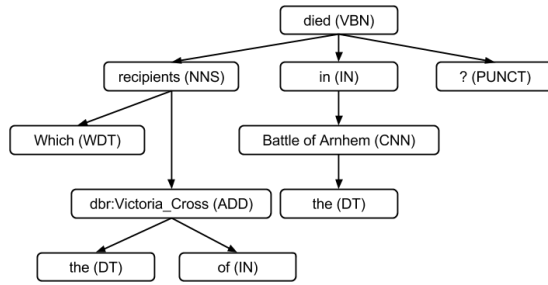 died (VBN)
recipients (NNS)
in (IN)
? (PUNCT)
Which (WDT)
Battle of Arnhem (CNN)
dbr:Victoria_Cross (ADD)
the (DT)
the (DT)
of (IN)